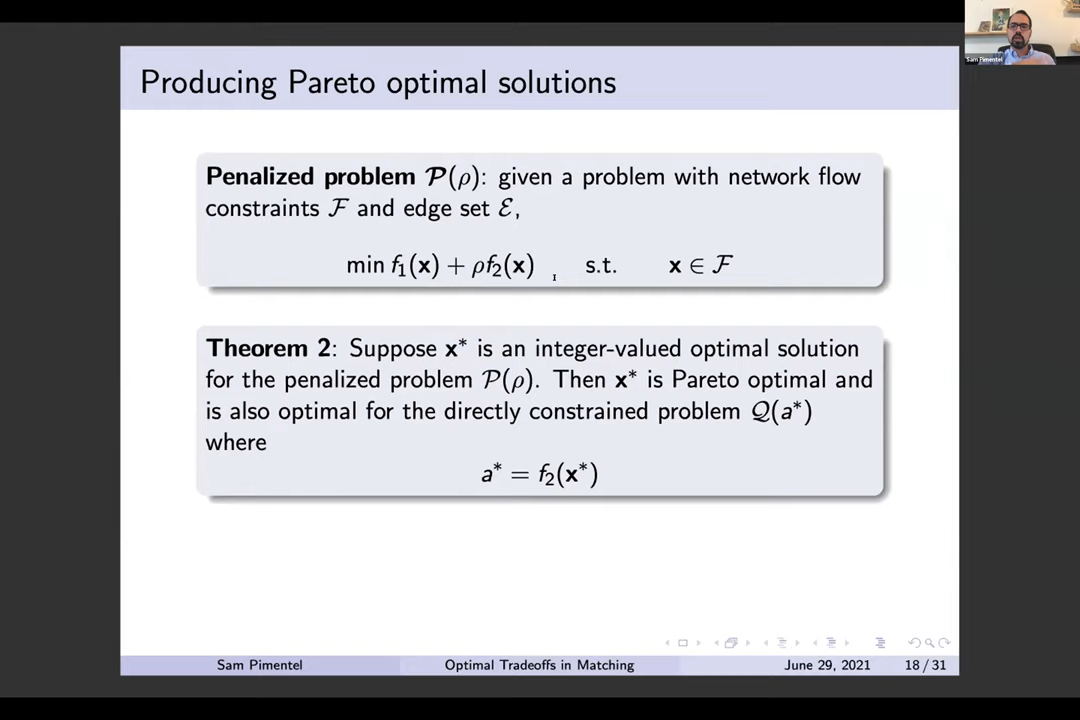 Sam Pimentel
Producing Pareto optimal solutions
Penalized problem 𝓟(ρ): given a problem with network flow
constraints ℱ and edge set ℰ,
min f₁(x) + ρf₂(x) s.t. x ∈ ℱ
Theorem 2: Suppose x* is an integer-valued optimal solution
for the penalized problem 𝒫(ρ). Then x* is Pareto optimal and
is also optimal for the directly constrained problem 𝒬(a*)
where
a* = f₂(x*)
Sam Pimentel Optimal Tradeoffs in Matching June 29, 2021 18 / 31